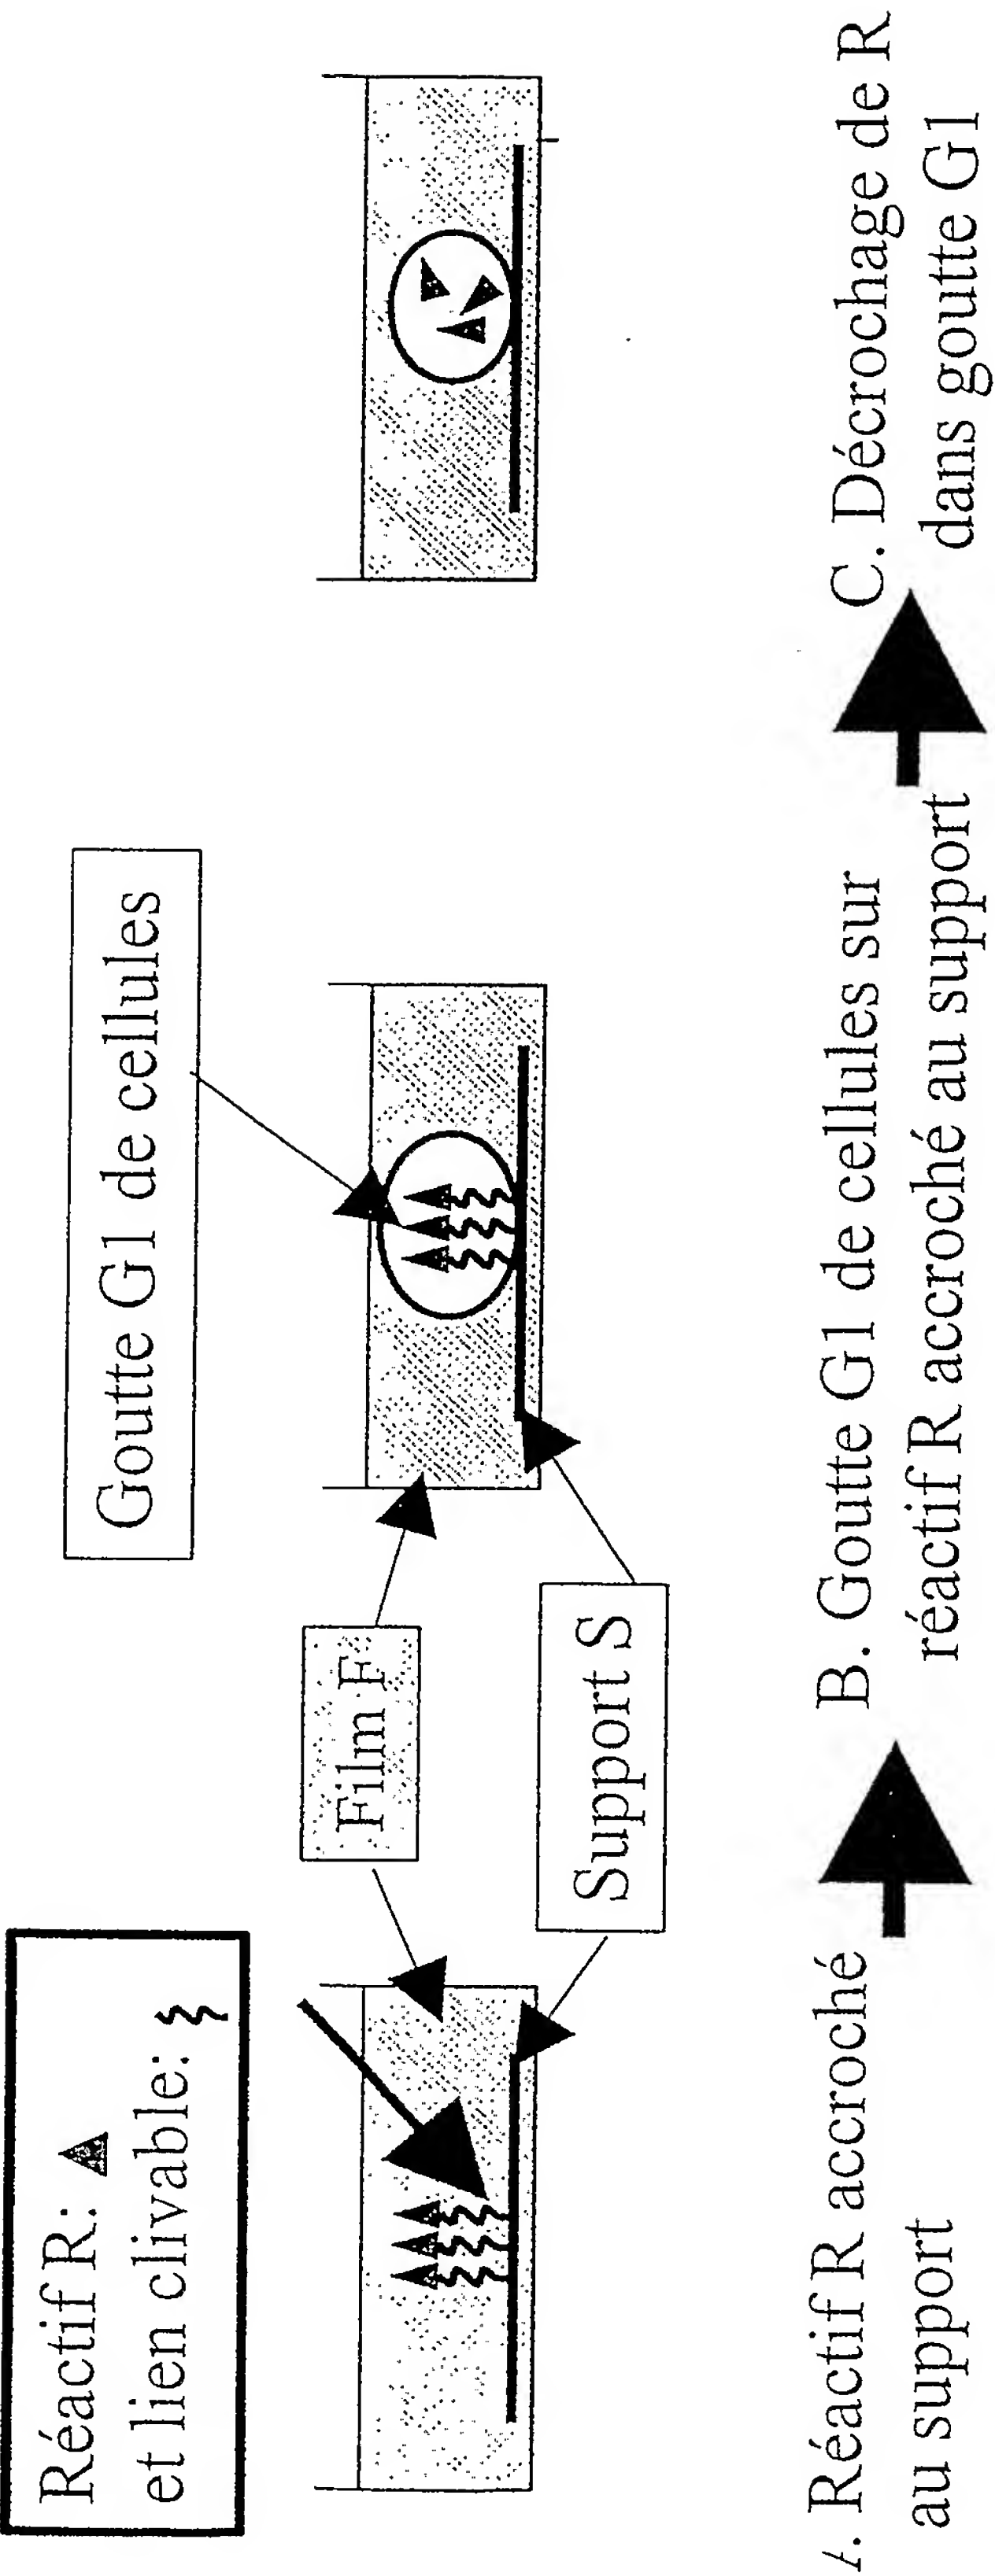 Réactif R:
et lien clivable:
Goutte G1 de cellules
Film F
Support S
A. Réactif R accroché
au support
B. Goutte G1 de cellules sur
réactif R accroché au support
C. Décrochage de R
dans goutte G1